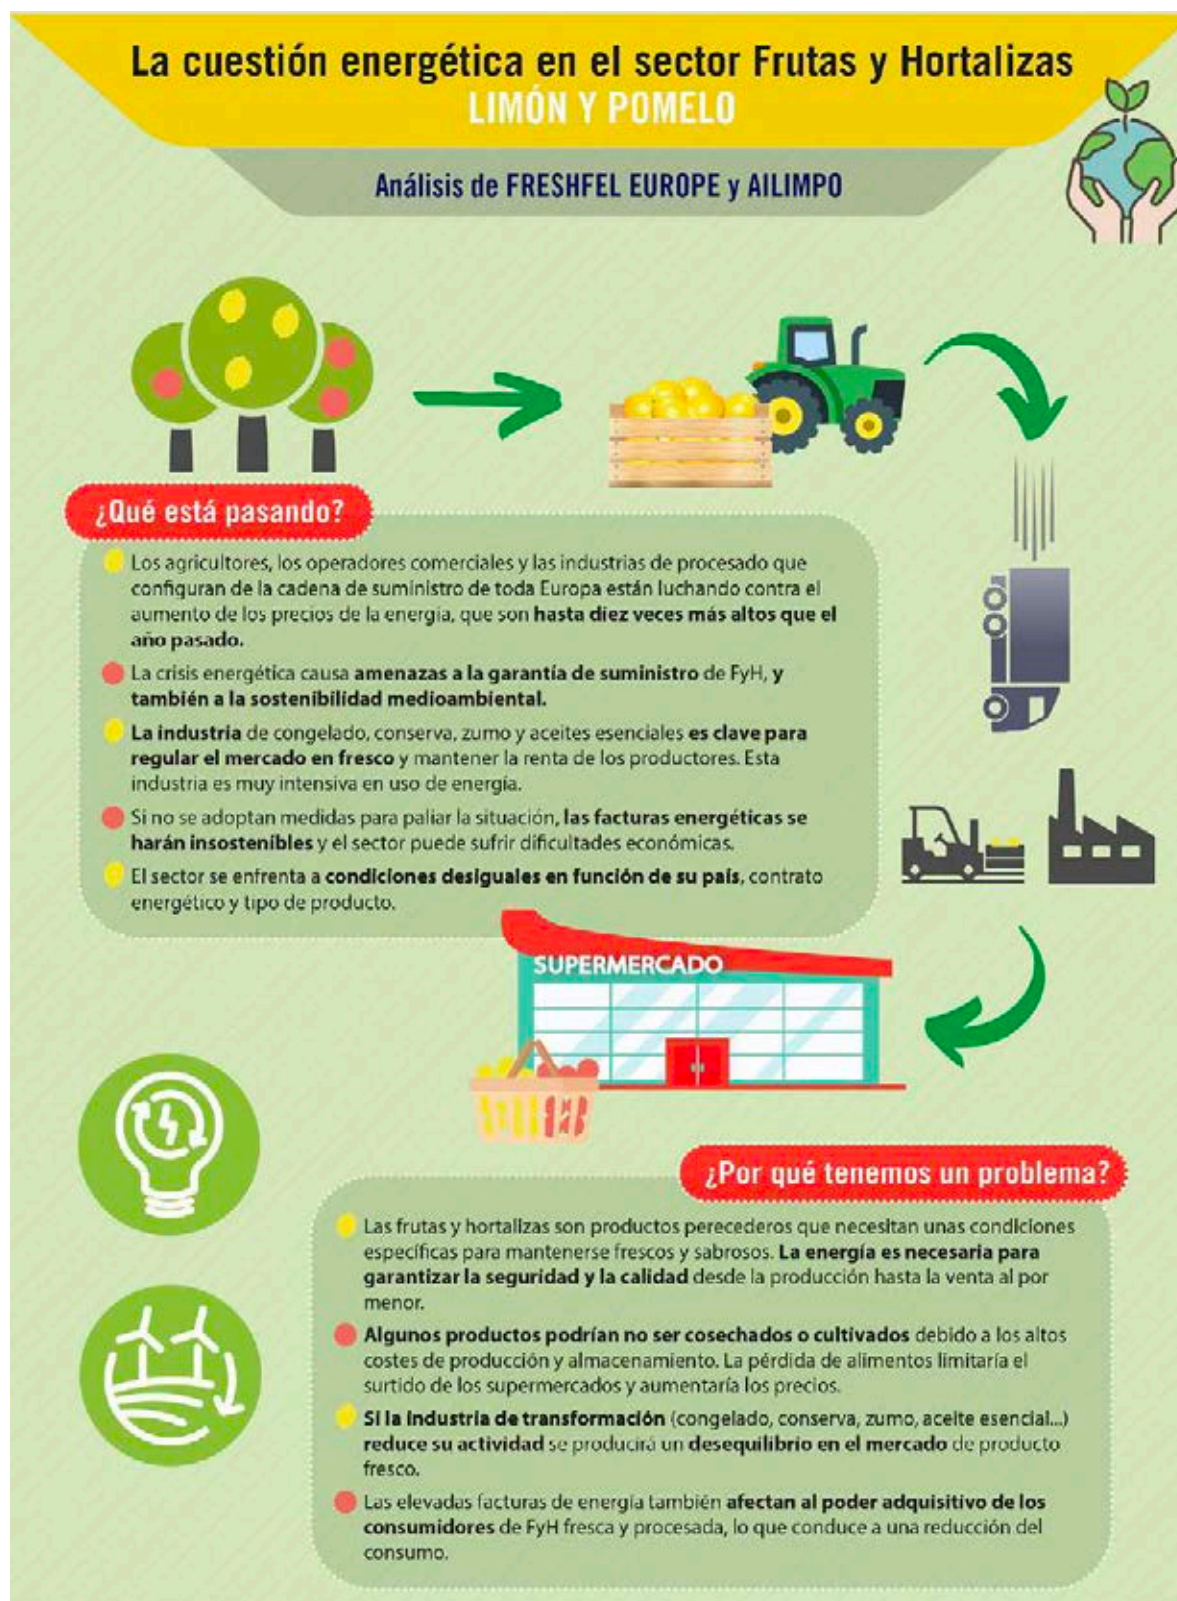 La cuestión energética en el sector Frutas y Hortalizas
LIMÓN Y POMELO
Análisis de FRESHFEL EUROPE y AILIMPO
¿Qué está pasando?
Los agricultores, los operadores comerciales y las industrias de procesado que
configuran de la cadena de suministro de toda Europa están luchando contra el
aumento de los precios de la energía, que son hasta diez veces más altos que el
año pasado.
La crisis energética causa amenazas a la garantía de suministro de FyH, y
también a la sostenibilidad medioambiental.
La industria de congelado, conserva, zumo y aceites esenciales es clave para
regular el mercado en fresco y mantener la renta de los productores. Esta
industria es muy intensiva en uso de energía.
Si no se adoptan medidas para paliar la situación, las facturas energéticas se
harán insostenibles y el sector puede sufrir dificultades económicas.
El sector se enfrenta a condiciones desiguales en función de su país, contrato
energético y tipo de producto.
SUPERMERCADO
¿Por qué tenemos un problema?
Las frutas y hortalizas son productos perecederos que necesitan unas condiciones
específicas para mantenerse frescos y sabrosos. La energía es necesaria para
garantizar la seguridad y la calidad desde la producción hasta la venta al por
menor.
Algunos productos podrían no ser cosechados o cultivados debido a los altos
costes de producción y almacenamiento. La pérdida de alimentos limitaría el
surtido de los supermercados y aumentaría los precios.
Si la industria de transformación (congelado, conserva, zumo, aceite esencial...)
reduce su actividad se producirá un desequilibrio en el mercado de producto
fresco.
Las elevadas facturas de energía también afectan al poder adquisitivo de los
consumidores de FyH fresca y procesada, lo que conduce a una reducción del
consumo.